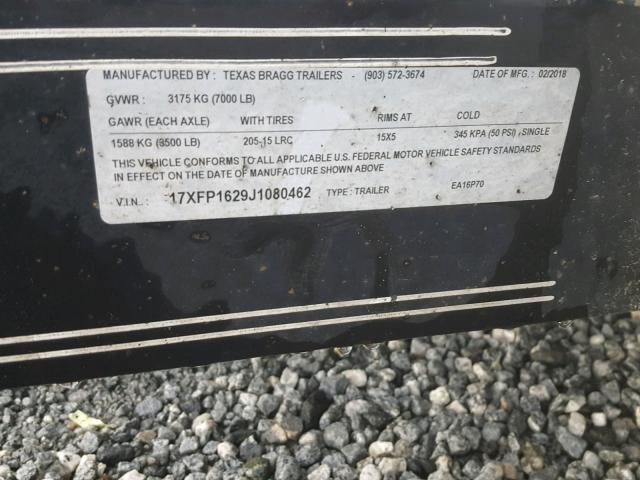 MANUFACTURED BY : TEXAS BRAGG TRAILERS - (903) 572-3674 DATE OF MFG. : 02/2018
GVWR : 3175 KG (7000 LB)
GAWR (EACH AXLE) WITH TIRES RIMS AT COLD
1588 KG (3500 LB) 205-15 LRC 15X5 345 KPA (50 PSI) , SINGLE
THIS VEHICLE CONFORMS TO ALL APPLICABLE U.S. FEDERAL MOTOR VEHICLE SAFETY STANDARDS
IN EFFECT ON THE DATE OF MANUFACTURER SHOWN ABOVE
V.I.N.. : 17XFP1629J1080462 TYPE : TRAILER EA16P70